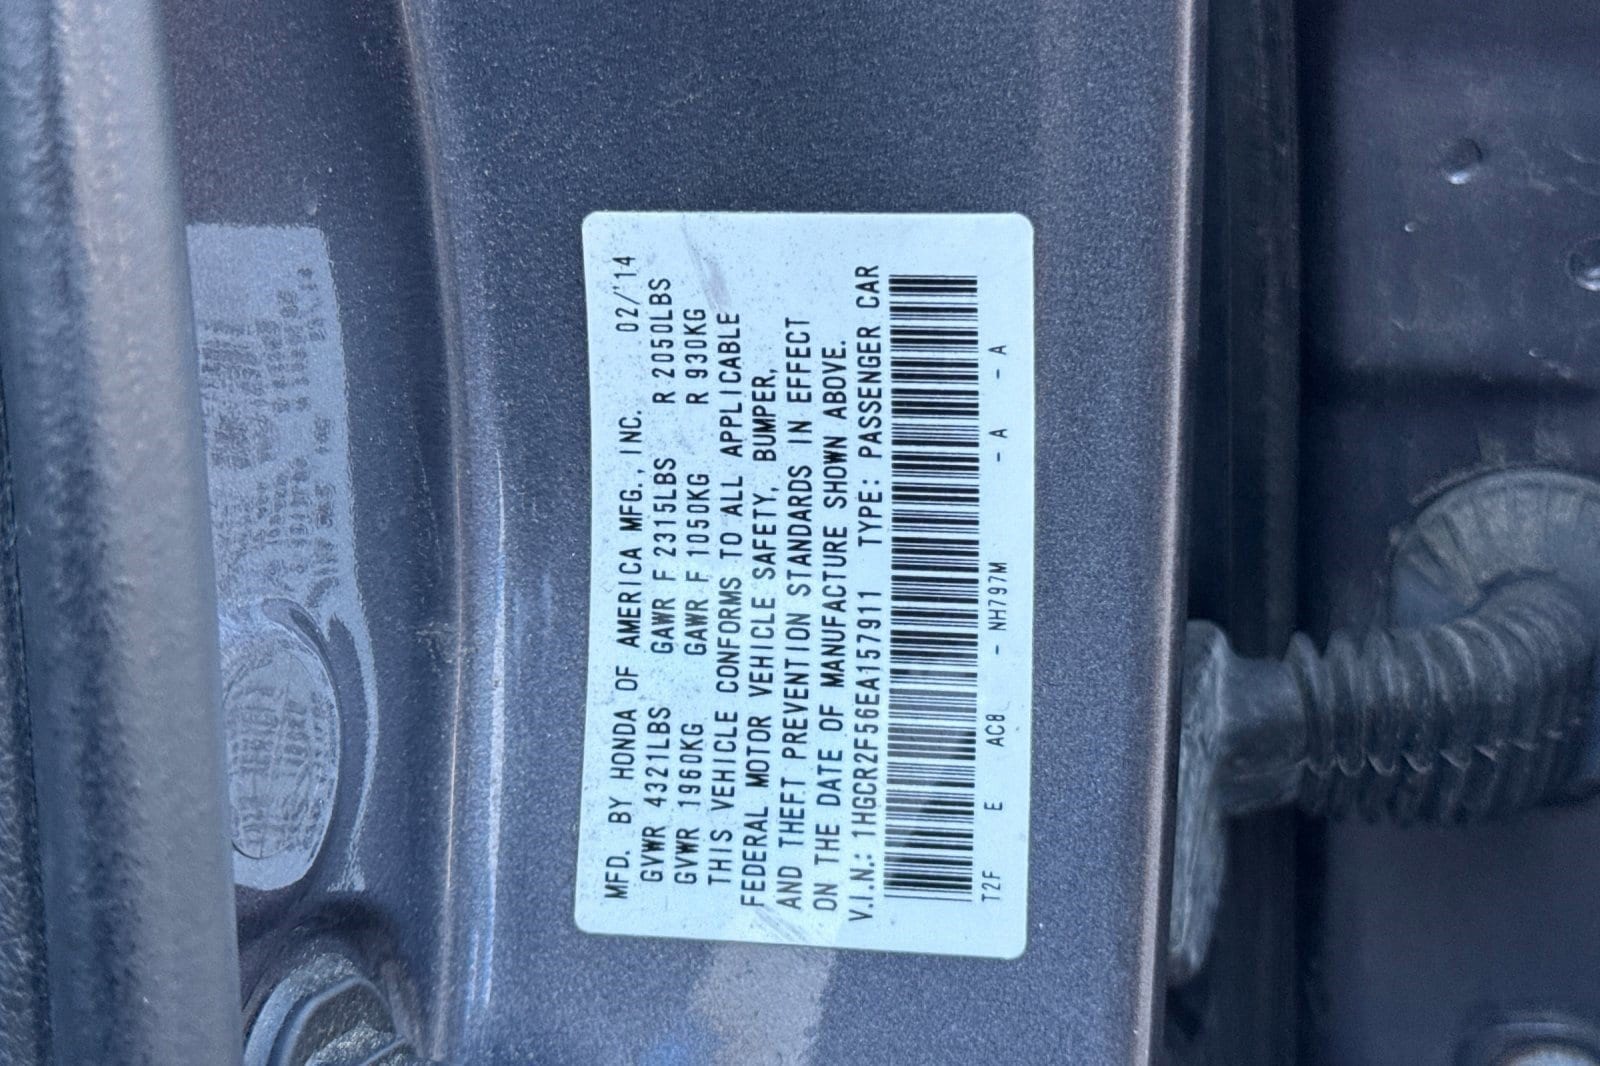 MFD. BY HONDA OF AMERICA MFG., INC. 02/'14
GVWR 4321LBS GAWR F 2315LBS R 2050LBS
GVWR 1960KG GAWR F 1050KG R 930KG
THIS VEHICLE CONFORMS TO ALL APPLICABLE
FEDERAL MOTOR VEHICLE SAFETY, BUMPER,
AND THEFT PREVENTION STANDARDS IN EFFECT
ON THE DATE OF MANUFACTURE SHOWN ABOVE.
V.I.N.: 1HGCR2F56EA157911 TYPE: PASSENGER CAR
T2F E AC8 - NH797M - A - A